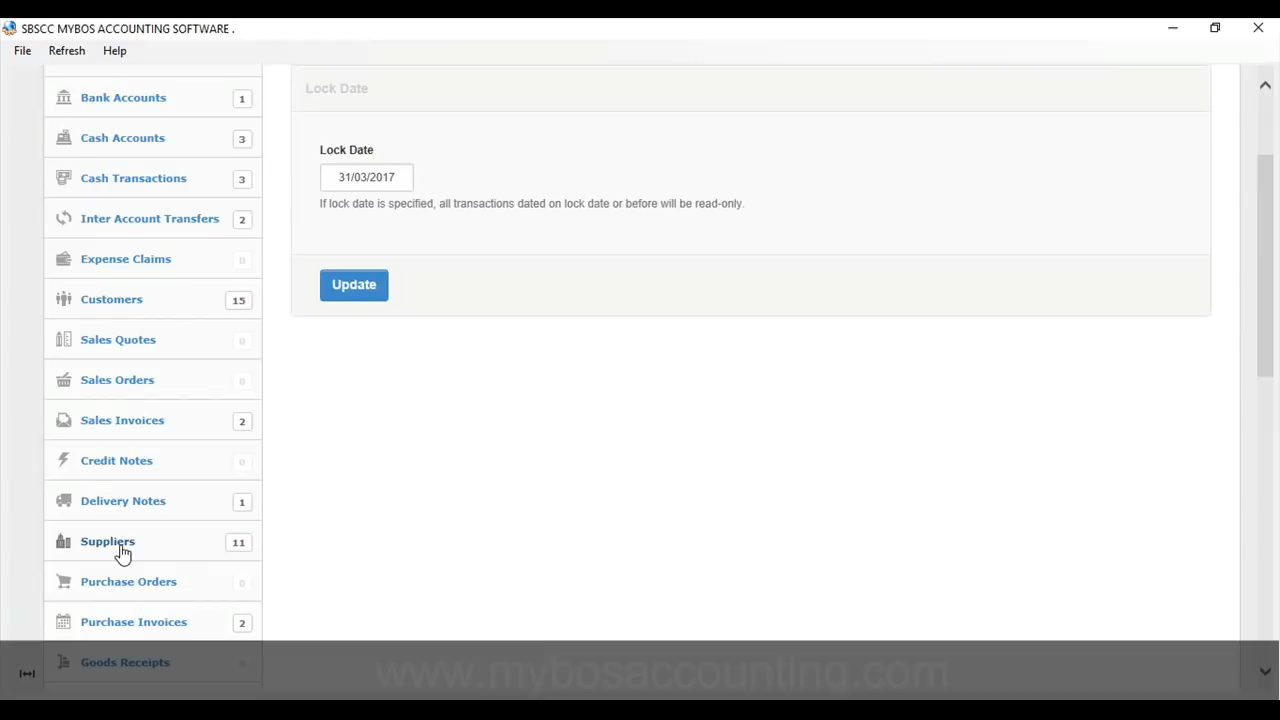 SBSCC MYBOS ACCOUNTING SOFTWARE .
File Refresh Help
Bank Accounts 1
Cash Accounts 3
Cash Transactions 3
Inter Account Transfers 2
Expense Claims 0
Customers 15
Sales Quotes 0
Sales Orders 0
Sales Invoices 2
Credit Notes 0
Delivery Notes 1
Suppliers 11
Purchase Orders 0
Purchase Invoices 2
Goods Receipts
Lock Date
Lock Date
31/03/2017
If lock date is specified, all transactions dated on lock date or before will be read-only.
Update
www.mybosaccounting.com